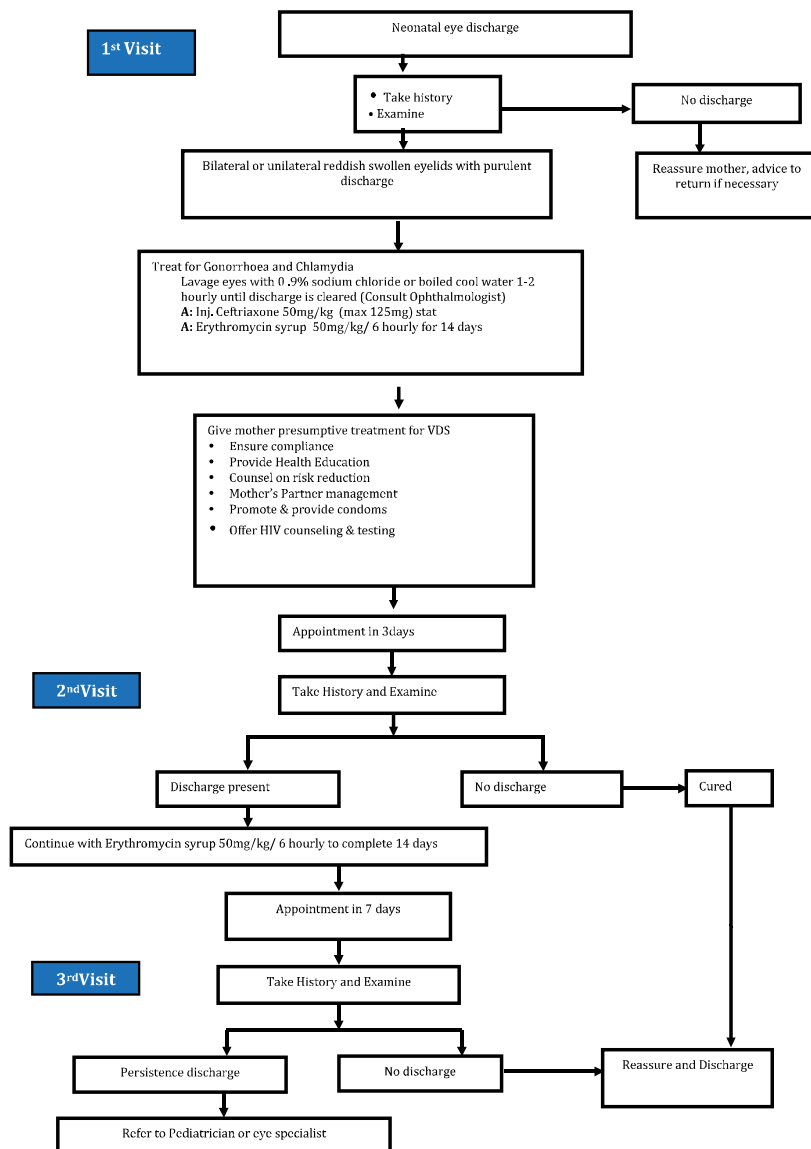 1st Visit
Neonatal eye discharge
• Take history
• Examine
No discharge
Reassure mother, advice to
return if necessary
Bilateral or unilateral reddish swollen eyelids with purulent
discharge
Treat for Gonorrhoea and Chlamydia
Lavage eyes with 0 .9% sodium chloride or boiled cool water 1-2
hourly until discharge is cleared (Consult Ophthalmologist)
A: Inj. Ceftriaxone 50mg/kg (max 125mg) stat
A: Erythromycin syrup 50mg/kg/ 6 hourly for 14 days
Give mother presumptive treatment for VDS
• Ensure compliance
• Provide Health Education
• Counsel on risk reduction
• Mother's Partner management
• Promote & provide condoms
• Offer HIV counseling & testing
Appointment in 3days
2nd Visit
Take History and Examine
Discharge present
No discharge
Cured
Continue with Erythromycin syrup 50mg/kg/ 6 hourly to complete 14 days
Appointment in 7 days
3rd Visit
Take History and Examine
Persistence discharge
No discharge
Reassure and Discharge
Refer to Pediatrician or eye specialist